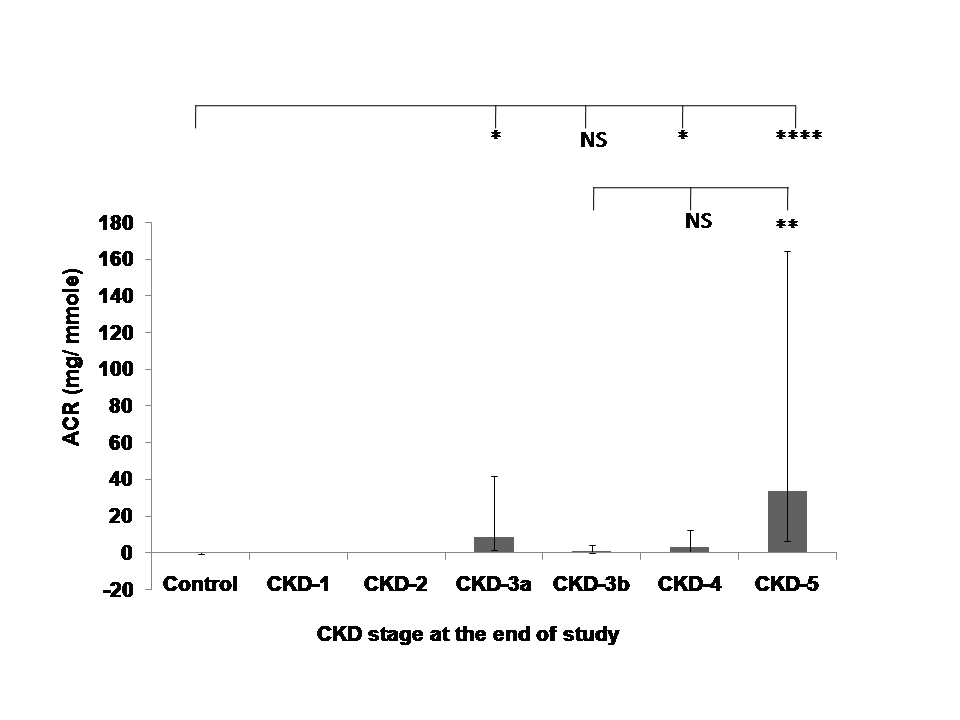 * NS * ****
NS **
180
160
140
120
100
80
60
40
20
0
-20
ACR (mg/ mmole)
Control CKD-1 CKD-2 CKD-3a CKD-3b CKD-4 CKD-5
CKD stage at the end of study